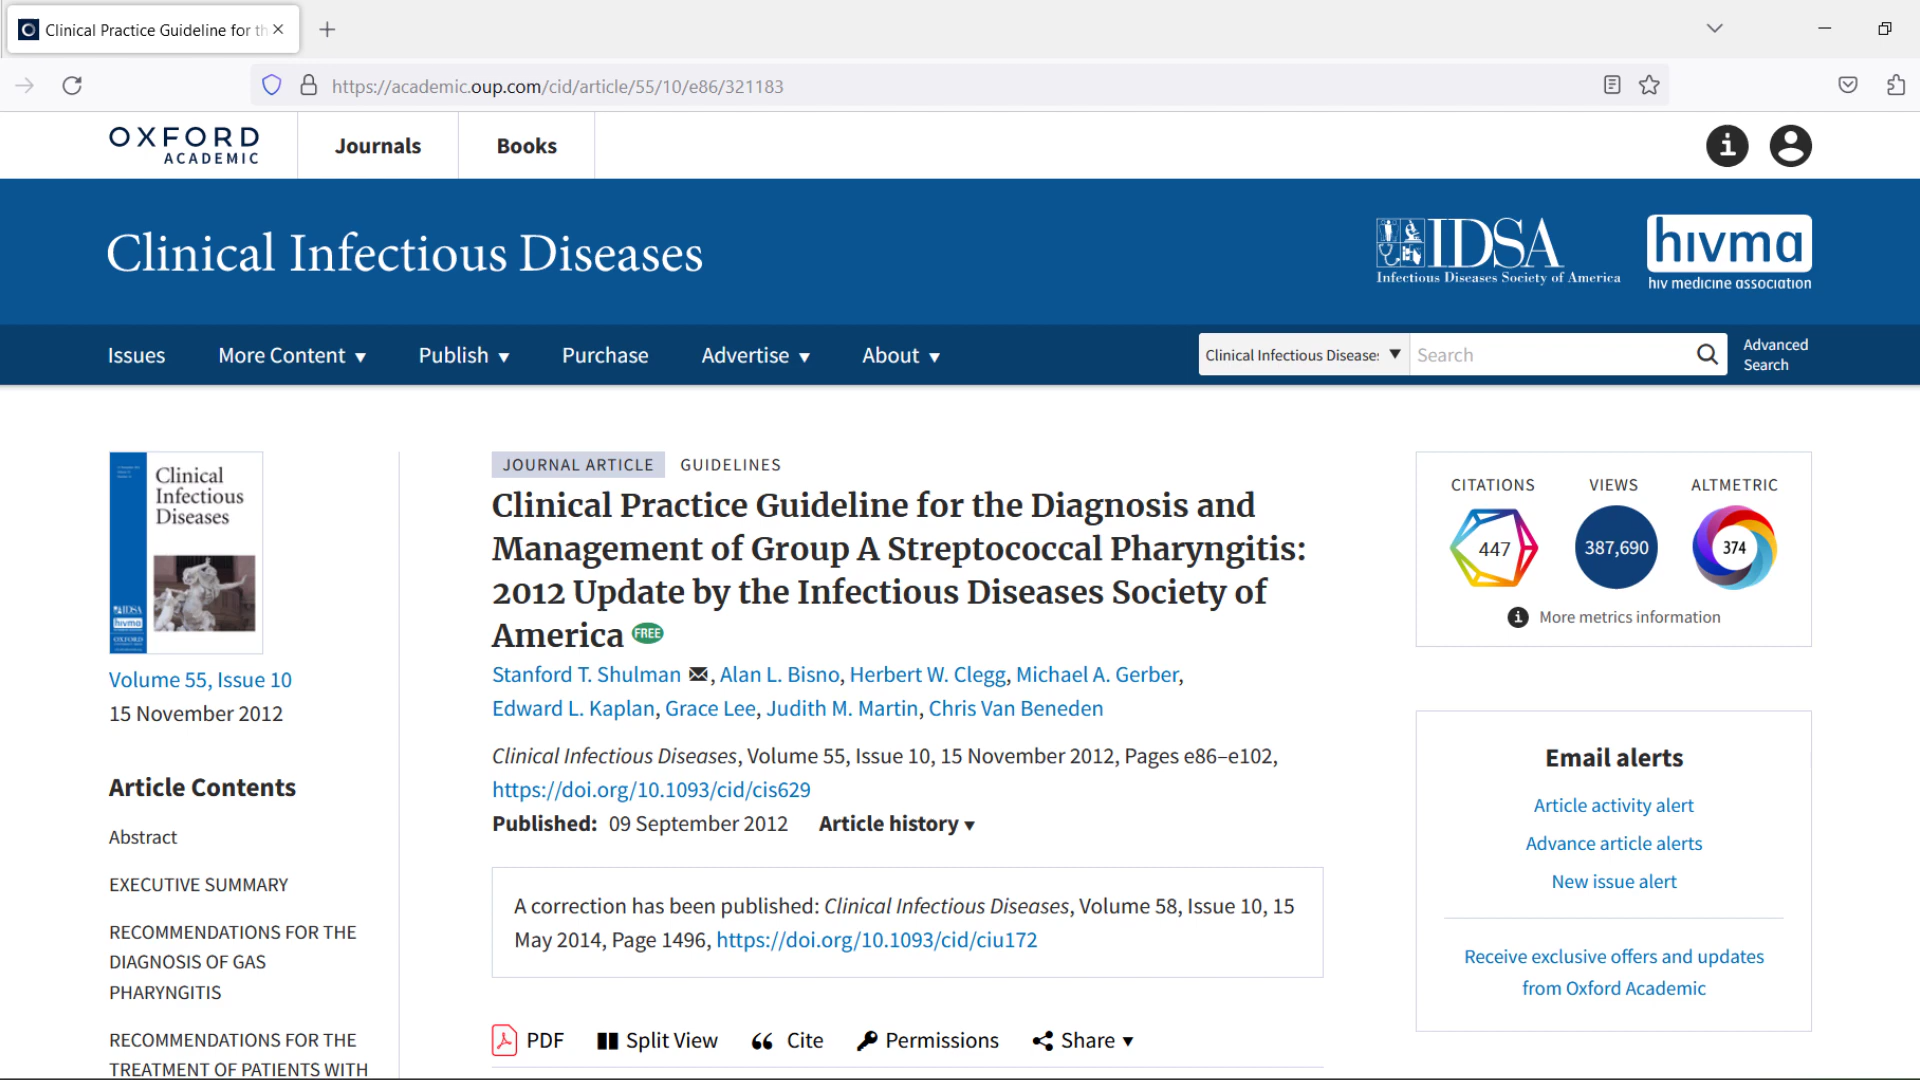 Clinical Practice Guideline for th
https://academic.oup.com/cid/article/55/10/e86/321183
OXFORD
ACADEMIC
Journals
Books
Clinical Infectious Diseases
IDSA
Infectious Diseases Society of America
hivma
hiv medicine association
Issues
More Content
Publish
Purchase
Advertise
About
Clinical Infectious Disease:
Search
Advanced
Search
Clinical
Infectious
Diseases
IDSA
hivma
OXFORD
Volume 55, Issue 10
15 November 2012
Article Contents
Abstract
EXECUTIVE SUMMARY
RECOMMENDATIONS FOR THE
DIAGNOSIS OF GAS
PHARYNGITIS
RECOMMENDATIONS FOR THE
TREATMENT OF PATIENTS WITH
JOURNAL ARTICLE GUIDELINES
Clinical Practice Guideline for the Diagnosis and
Management of Group A Streptococcal Pharyngitis:
2012 Update by the Infectious Diseases Society of
America FREE
Stanford T. Shulman, Alan L. Bisno, Herbert W. Clegg, Michael A. Gerber,
Edward L. Kaplan, Grace Lee, Judith M. Martin, Chris Van Beneden
Clinical Infectious Diseases, Volume 55, Issue 10, 15 November 2012, Pages e86–e102,
https://doi.org/10.1093/cid/cis629
Published: 09 September 2012 Article history
A correction has been published: Clinical Infectious Diseases, Volume 58, Issue 10, 15
May 2014, Page 1496, https://doi.org/10.1093/cid/ciu172
PDF
Split View
Cite
Permissions
Share
CITATIONS
VIEWS
ALTMETRIC
447
387,690
374
More metrics information
Email alerts
Article activity alert
Advance article alerts
New issue alert
Receive exclusive offers and updates
from Oxford Academic